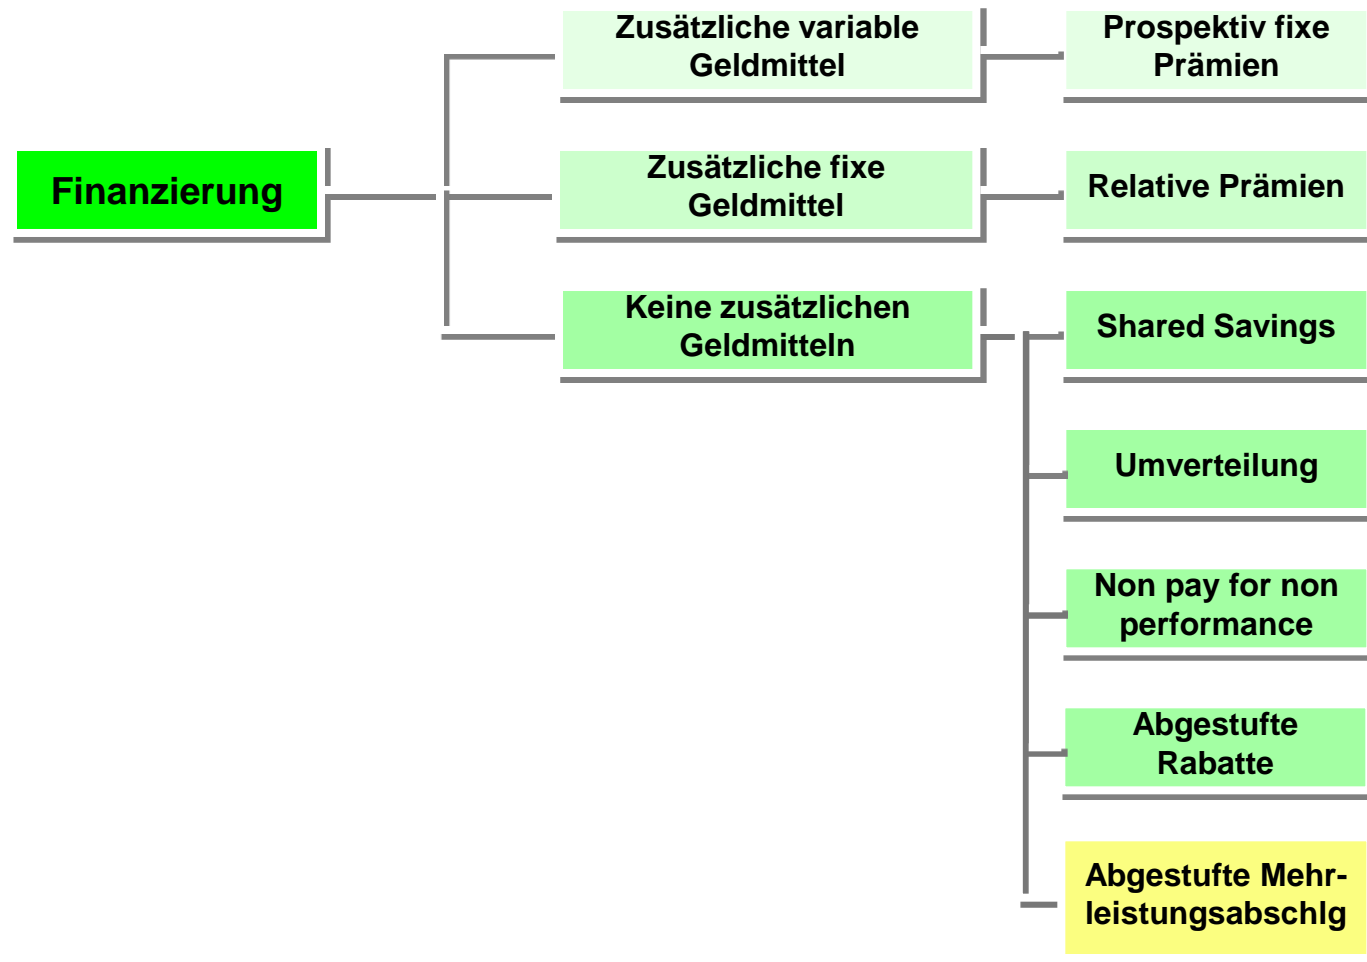 Finanzierung
Zusätzliche variable
Geldmittel
Prospektiv fixe
Prämien
Zusätzliche fixe
Geldmittel
Relative Prämien
Keine zusätzlichen
Geldmitteln
Shared Savings
Umverteilung
Non pay for non
performance
Abgestufte
Rabatte
Abgestufte Mehr-
leistungsabschlg